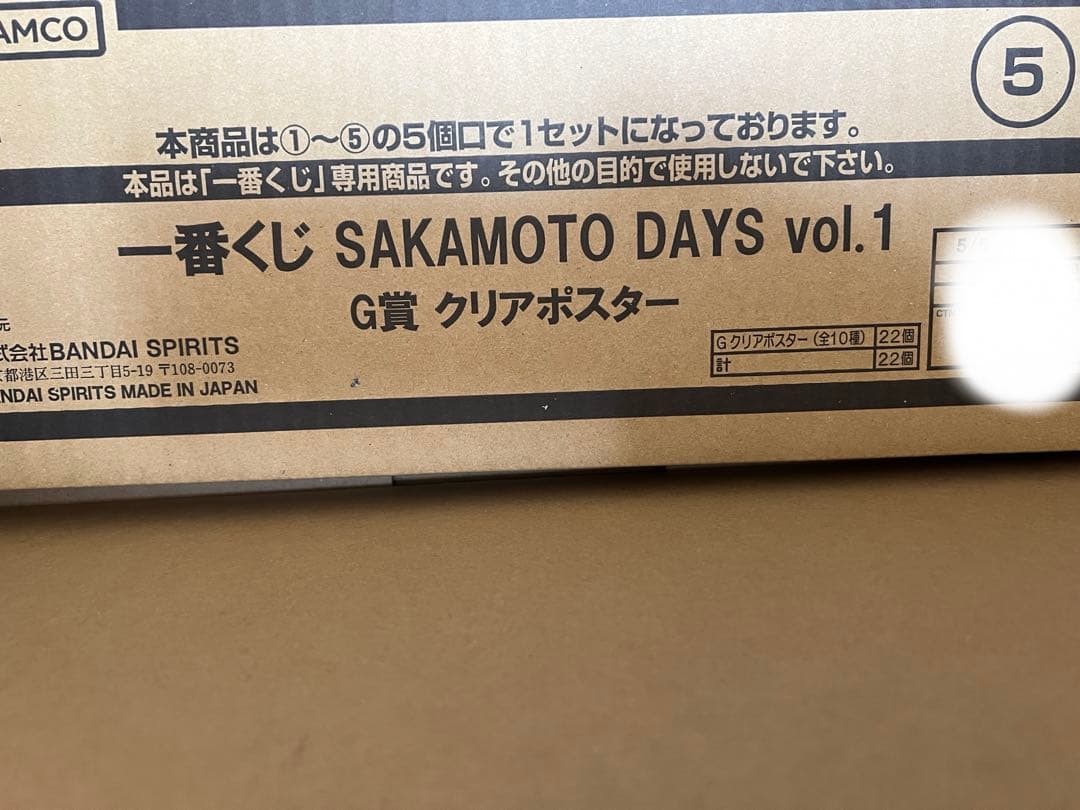 AMCO
5
本商品は①～⑤の5個口で1セットになっております。
本品は「一番くじ」専用商品です。その他の目的で使用しないで下さい。
一番くじ SAKAMOTO DAYS vol.1
G賞 クリアポスター
元
式会社BANDAI SPIRITS
京都港区三田三丁目5-19 〒108-0073
ANDAI SPIRITS MADE IN JAPAN
G クリアポスター(全10種) 22個
計 22個
5/
CTN